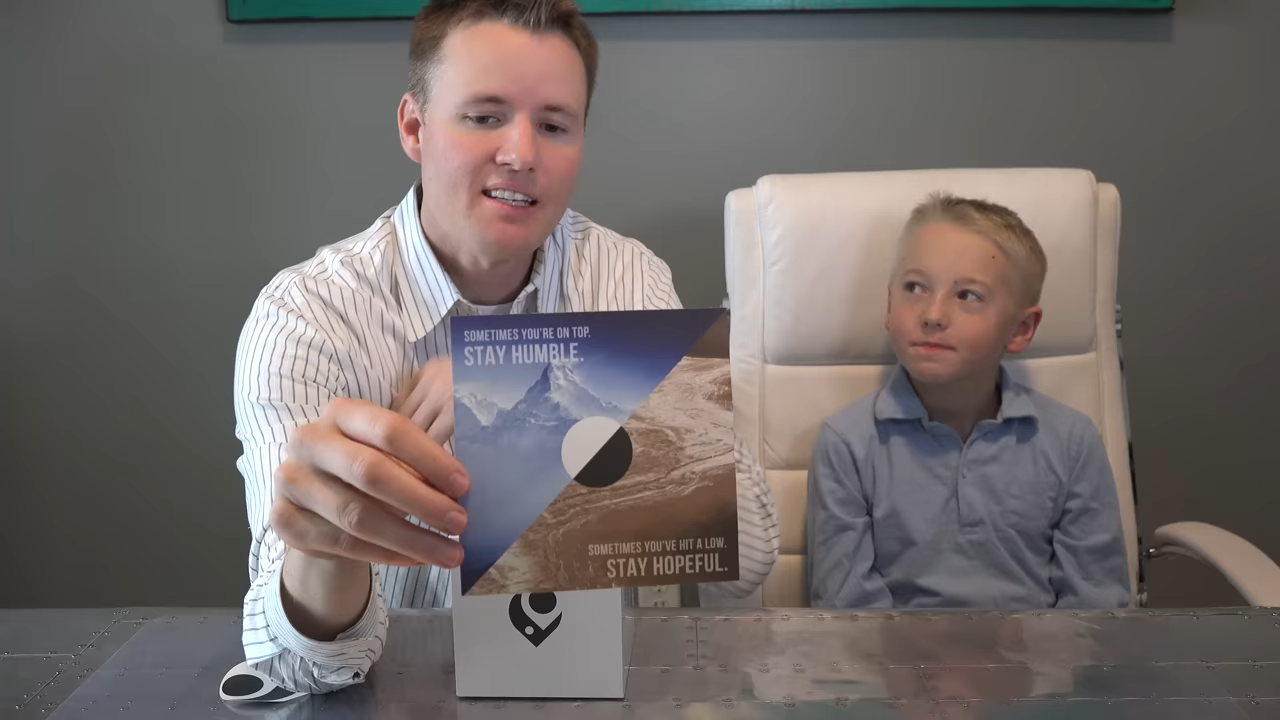 SOMETIMES YOU'RE ON TOP.
STAY HUMBLE.
SOMETIMES YOU'VE HIT A LOW.
STAY HOPEFUL.